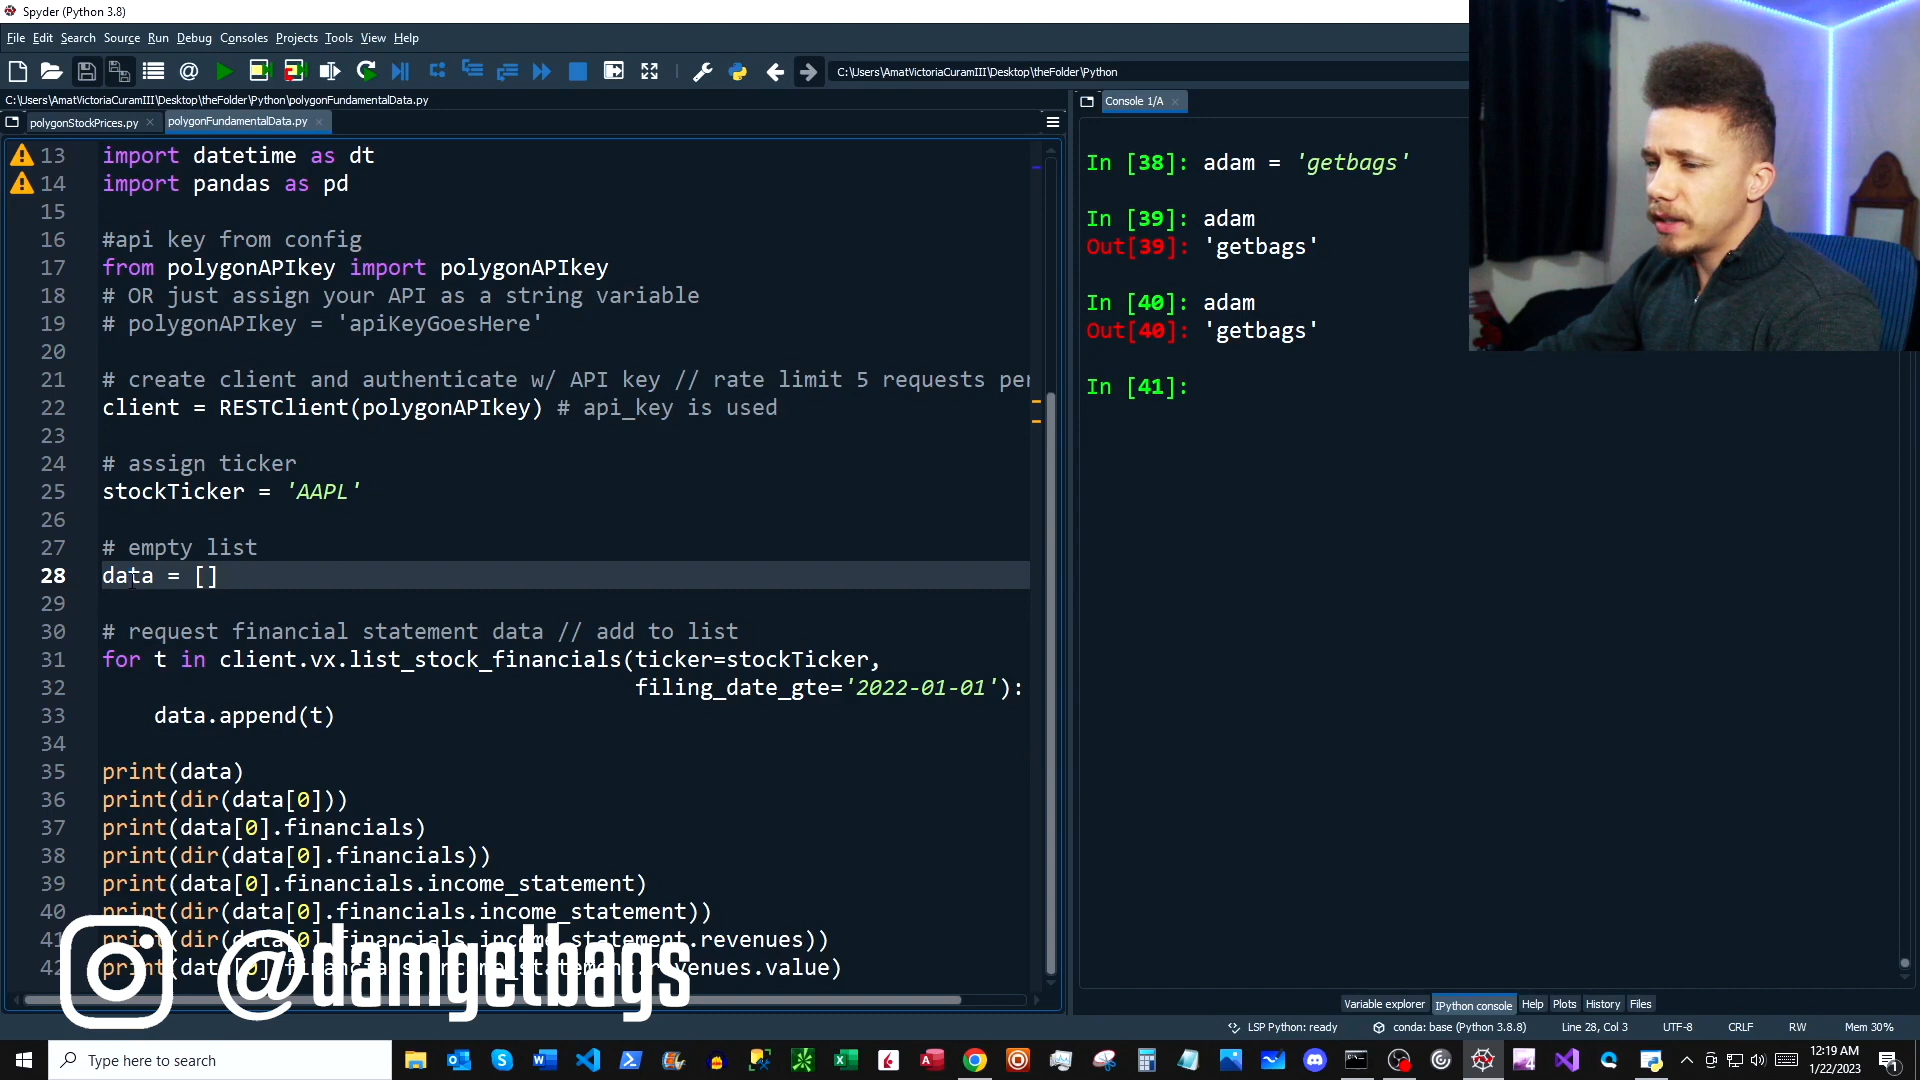 Spyder (Python 3.8)
File Edit Search Source Run Debug Consoles Projects Tools View Help
C:\Users\AmatVictoriaCuramIII\Desktop\theFolder\Python
C:\Users\AmatVictoriaCuramIII\Desktop\theFolder\Python\polygonFundamentalData.py
polygonStockPrices.py
polygonFundamentalData.py
13 import datetime as dt
14 import pandas as pd
15
16 #api key from config
17 from polygonAPIkey import polygonAPIkey
18 # OR just assign your API as a string variable
19 # polygonAPIkey = 'apiKeyGoesHere'
20
21 # create client and authenticate w/ API key // rate limit 5 requests per
22 client = RESTClient(polygonAPIkey) # api_key is used
23
24 # assign ticker
25 stockTicker = 'AAPL'
26
27 # empty list
28 data = []
29
30 # request financial statement data // add to list
31 for t in client.vx.list_stock_financials(ticker=stockTicker,
32 filing_date_gte='2022-01-01'):
33 data.append(t)
34
35 print(data)
36 print(dir(data[0]))
37 print(data[0].financials)
38 print(dir(data[0].financials))
39 print(data[0].financials.income_statement)
40 print(dir(data[0].financials.income_statement))
41 print(dir(data[0].financials.income_statement.revenues))
42 print(data[0].financials.income_statement.revenues.value)
@damgetbags
Console 1/A
In [38]: adam = 'getbags'
In [39]: adam
Out[39]: 'getbags'
In [40]: adam
Out[40]: 'getbags'
In [41]:
Variable explorer IPython console Help Plots History Files
LSP Python: ready conda: base (Python 3.8.8) Line 28, Col 3 UTF-8 CRLF RW Mem 30%
Type here to search
12:19 AM
1/22/2023